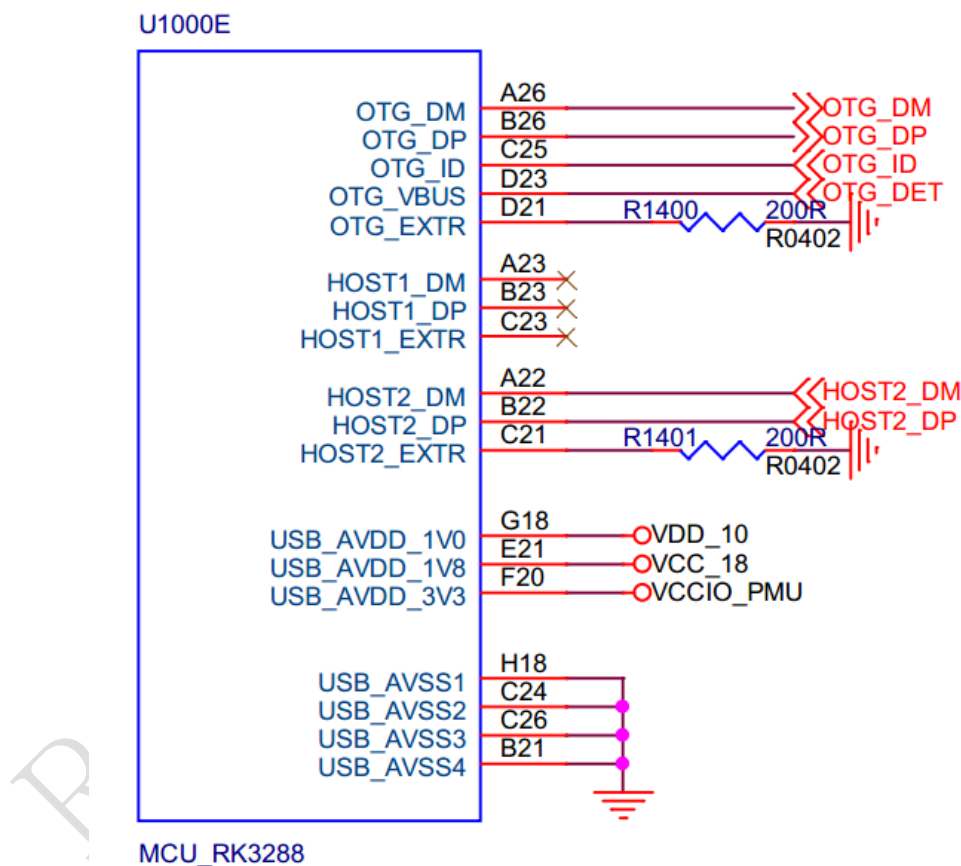 U1000E
OTG_DM A26 OTG_DM
OTG_DP B26 OTG_DP
OTG_ID C25 OTG_ID
OTG_VBUS D23 OTG_DET
OTG_EXTR D21 R1400 200R
R0402
HOST1_DM A23
HOST1_DP B23
HOST1_EXTR C23
HOST2_DM A22 HOST2_DM
HOST2_DP B22 HOST2_DP
HOST2_EXTR C21 R1401 200R
R0402
USB_AVDD_1V0 G18 VDD_10
USB_AVDD_1V8 E21 VCC_18
USB_AVDD_3V3 F20 VCCIO_PMU
USB_AVSS1 H18
USB_AVSS2 C24
USB_AVSS3 C26
USB_AVSS4 B21
MCU_RK3288